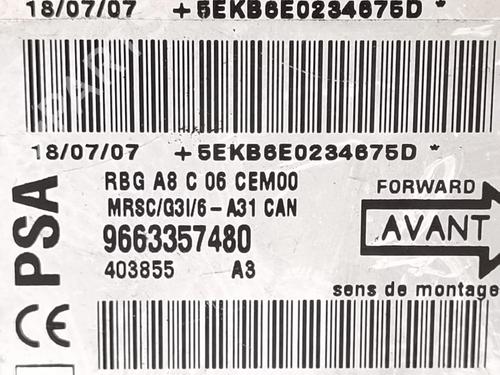 18/07/07 +5EKB6E0234675D *
18/07/07 +5EKB6E0234675D *
PSA
RBG A8 C 06 CEM00
MRSC/G3I/6-A31 CAN
9663357480
403855 A3
FORWARD
AVANT
sens de montage
CE